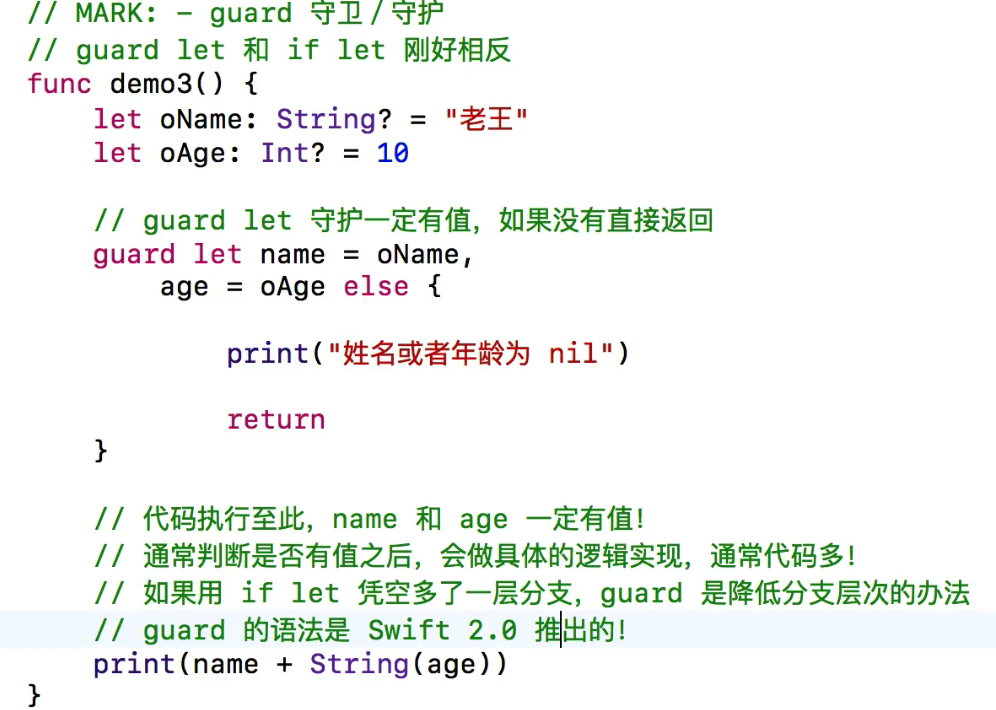 // MARK: - guard 守卫／守护
// guard let 和 if let 刚好相反
func demo3() {
    let oName: String? = "老王"
    let oAge: Int? = 10

    // guard let 守护一定有值，如果没有直接返回
    guard let name = oName,
        age = oAge else {

            print("姓名或者年龄为 nil")

            return
    }

    // 代码执行至此，name 和 age 一定有值！
    // 通常判断是否有值之后，会做具体的逻辑实现，通常代码多！
    // 如果用 if let 凭空多了一层分支，guard 是降低分支层次的办法
    // guard 的语法是 Swift 2.0 推出的！
    print(name + String(age))
}